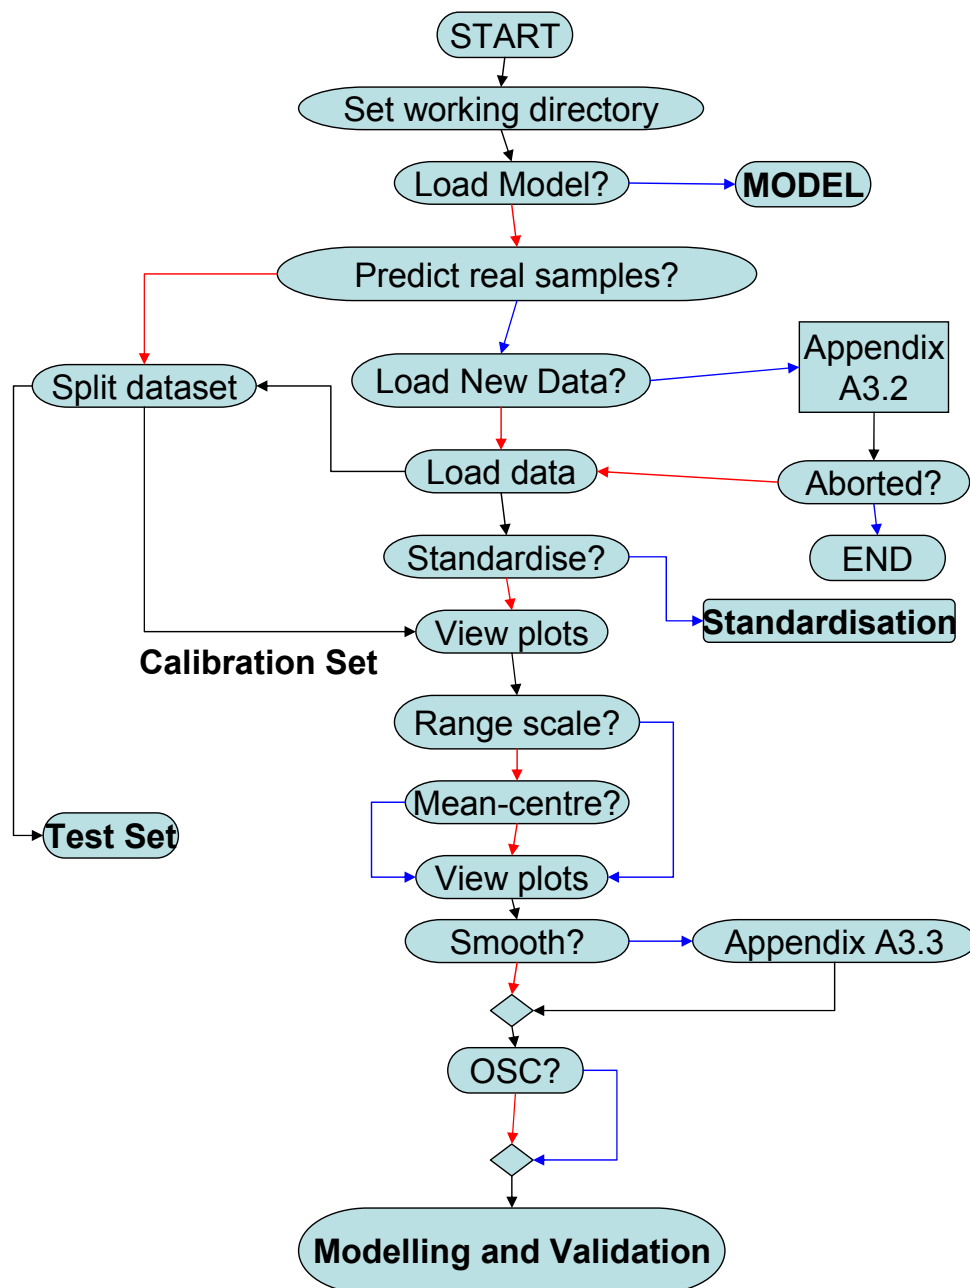 START
Set working directory
Load Model?
MODEL
Predict real samples?
Appendix
A3.2
Split dataset
Load New Data?
Load data
Aborted?
Standardise?
END
Standardisation
View plots
Calibration Set
Range scale?
Mean-centre?
Test Set
View plots
Smooth?
Appendix A3.3
OSC?
Modelling and Validation